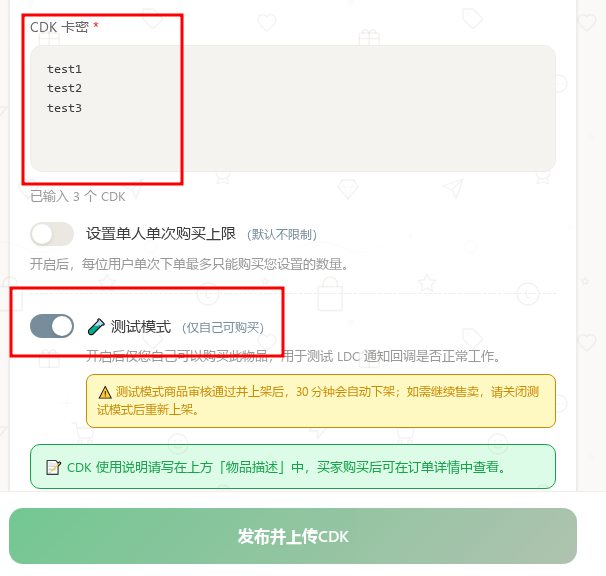 CDK 卡密 *
test1
test2
test3
已输入 3 个 CDK
设置单人单次购买上限（默认不限制）
开启后，每位用户单次下单最多只能购买您设置的数量。
测试模式（仅自己可购买）
开启后仅您自己可以购买此物品，用于测试 LDC 通知回调是否正常工作。
测试模式商品审核通过并上架后，30 分钟会自动下架；如需继续售卖，请关闭测
试模式后重新上架。
CDK 使用说明请写在上方「物品描述」中，买家购买后可在订单详情中查看。
发布并上传CDK